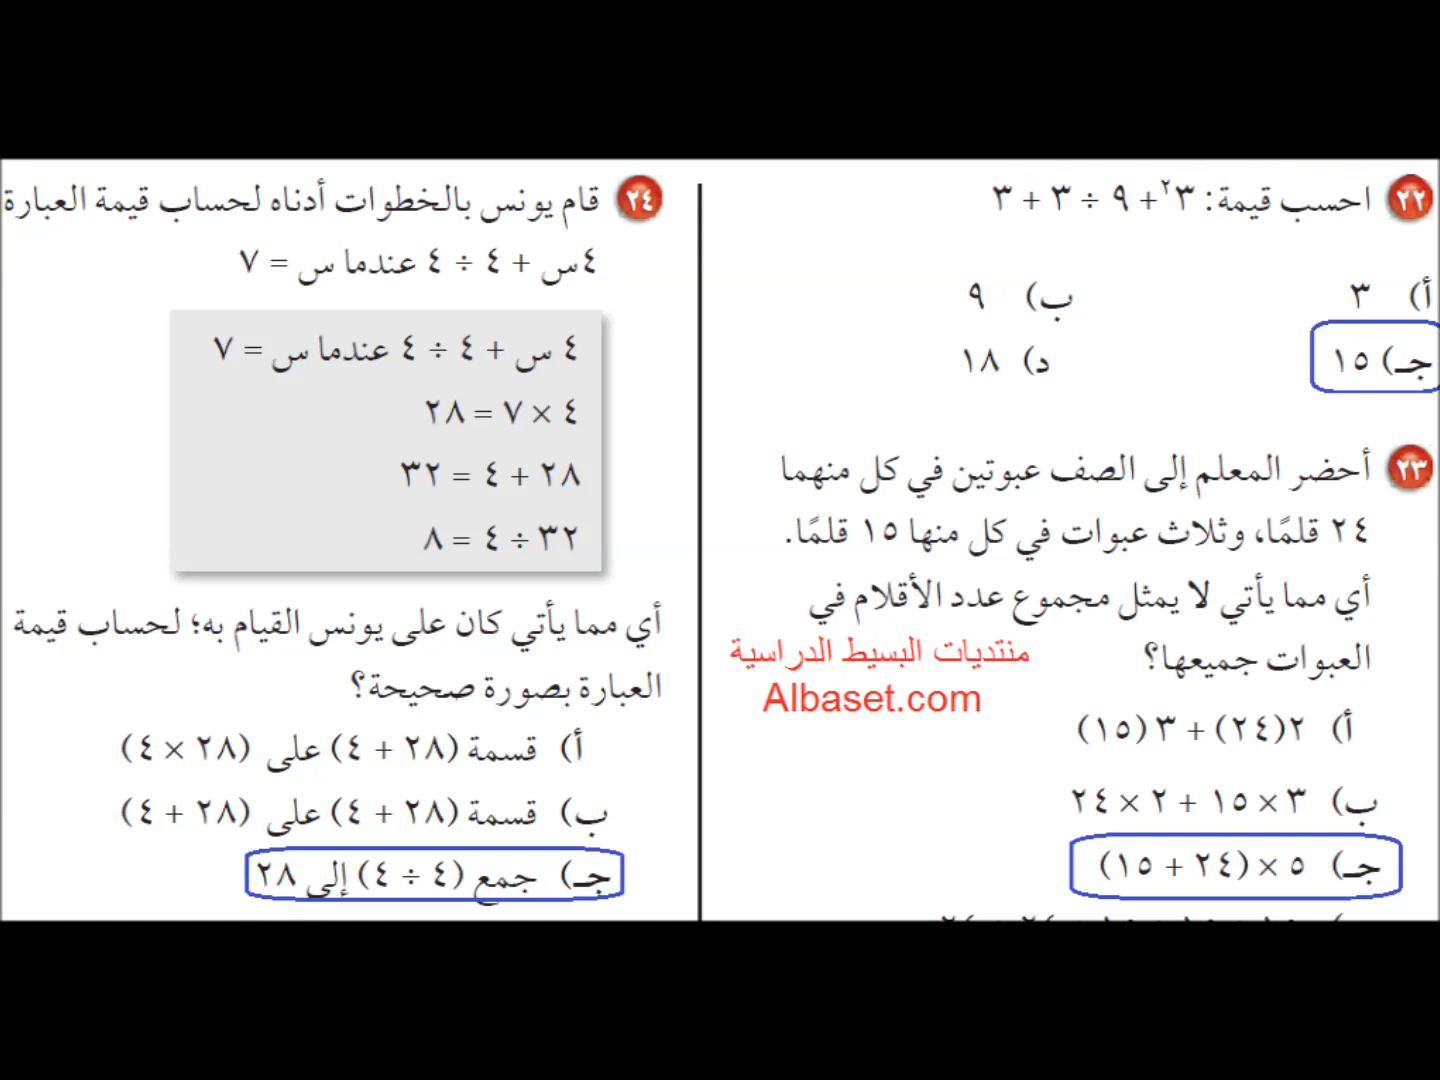 ٢٢ احسب قيمة: ٣٢ + ٩ ÷ ٣ + ٣
أ) ٣ ب) ٩
جـ) ١٥ د) ١٨
٢٣ أحضر المعلم إلى الصف عبوتين في كل منهما
٢٤ قلمًا، وثلاث عبوات في كل منها ١٥ قلمًا.
أي مما يأتي لا يمثل مجموع عدد الأقلام في
العبوات جميعها؟
منتديات البسيط الدراسية
Albaset.com
أ) ٢(٢٤) + ٣(١٥)
ب) ٣ × ١٥ + ٢ × ٢٤
جـ) ٥ × (٢٤ + ١٥)
٢٤ قام يونس بالخطوات أدناه لحساب قيمة العبارة
٤س + ٤ ÷ ٤ عندما س = ٧
٤ س + ٤ ÷ ٤ عندما س = ٧
٤ × ٧ = ٢٨
٢٨ + ٤ = ٣٢
٣٢ ÷ ٤ = ٨
أي مما يأتي كان على يونس القيام به؛ لحساب قيمة
العبارة بصورة صحيحة؟
أ) قسمة (٢٨ + ٤) على (٢٨ × ٤)
ب) قسمة (٢٨ + ٤) على (٢٨ + ٤)
جـ) جمع (٤ ÷ ٤) إلى ٢٨